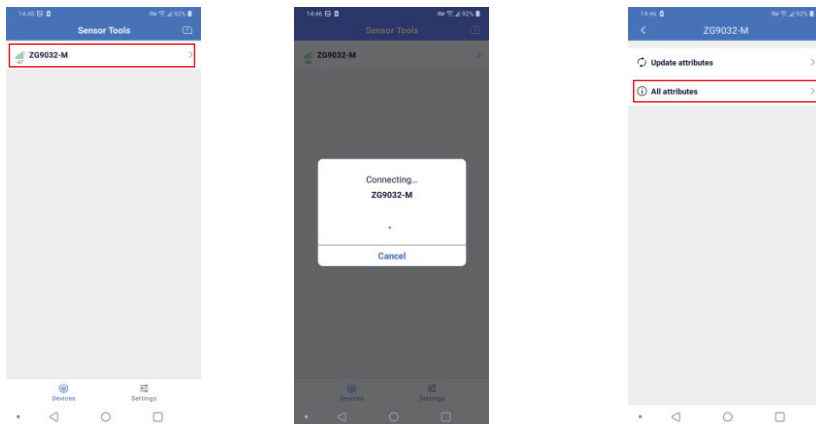 14:46
92%
Sensor Tools
ZG9032-M
Devices
Settings
14:46
92%
Sensor Tools
ZG9032-M
Connecting...
ZG9032-M
Cancel
Devices
Settings
14:46
92%
ZG9032-M
Update attributes
All attributes